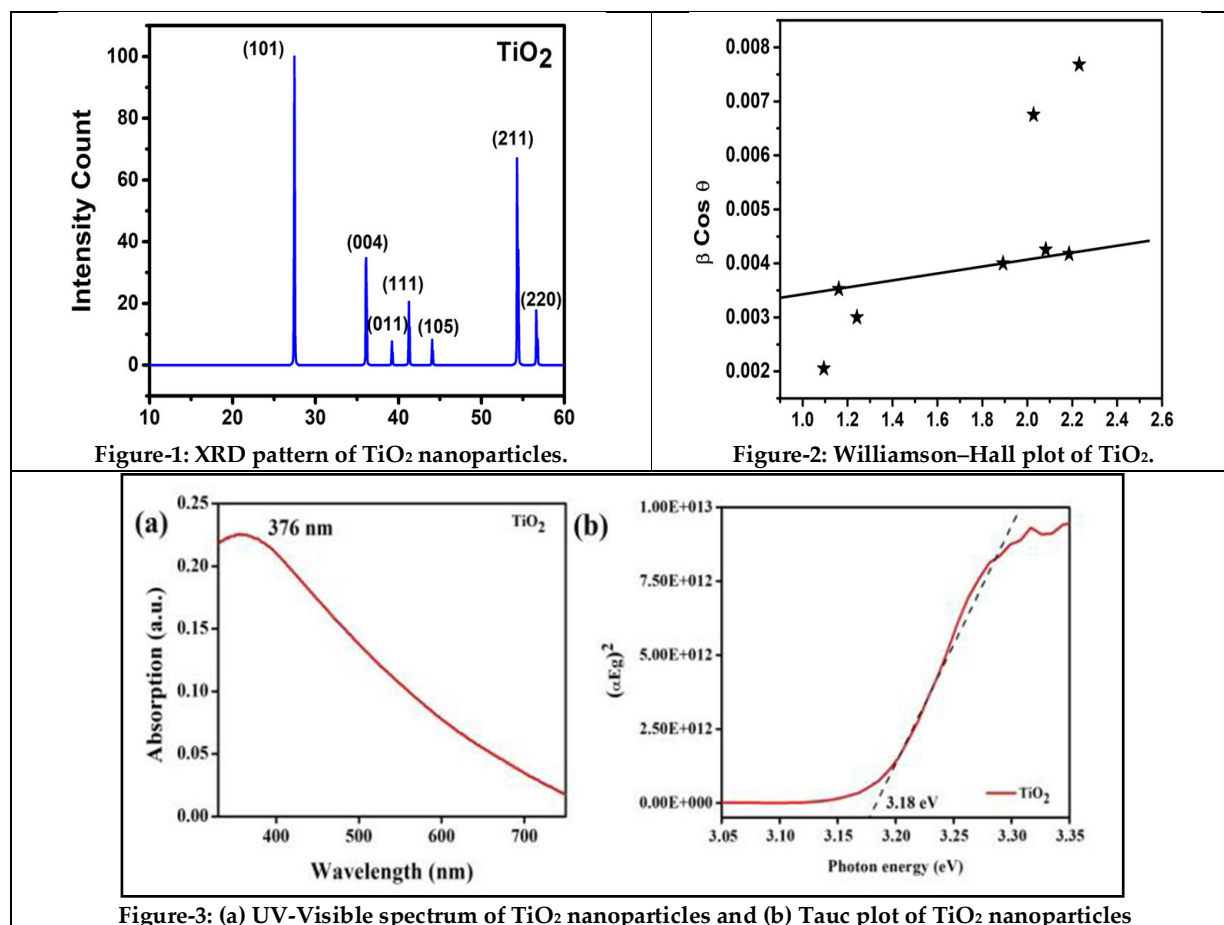 TiO2
(101)
(004)
(011)
(111)
(105)
(211)
(220)
Intensity Count
100
80
60
40
20
0
10 20 30 40 50 60
Figure-1: XRD pattern of TiO2 nanoparticles.
β Cos θ
0.008
0.007
0.006
0.005
0.004
0.003
0.002
1.0 1.2 1.4 1.6 1.8 2.0 2.2 2.4 2.6
Figure-2: Williamson–Hall plot of TiO2.
(a)
376 nm
TiO2
Absorption (a.u.)
0.25
0.20
0.15
0.10
0.05
0.00
400 500 600 700
Wavelength (nm)
(b)
(αEg)2
1.00E+013
7.50E+012
5.00E+012
2.50E+012
0.00E+000
3.18 eV
TiO2
3.05 3.10 3.15 3.20 3.25 3.30 3.35
Photon energy (eV)
Figure-3: (a) UV-Visible spectrum of TiO2 nanoparticles and (b) Tauc plot of TiO2 nanoparticles